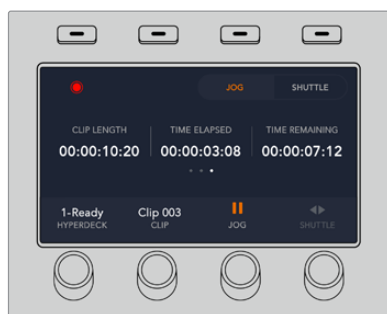 JOG SHUTTLE
CLIP LENGTH TIME ELAPSED TIME REMAINING
00:00:10:20 00:00:03:08 00:00:07:12
1-Ready Clip 003
HYPERDECK CLIP JOG SHUTTLE